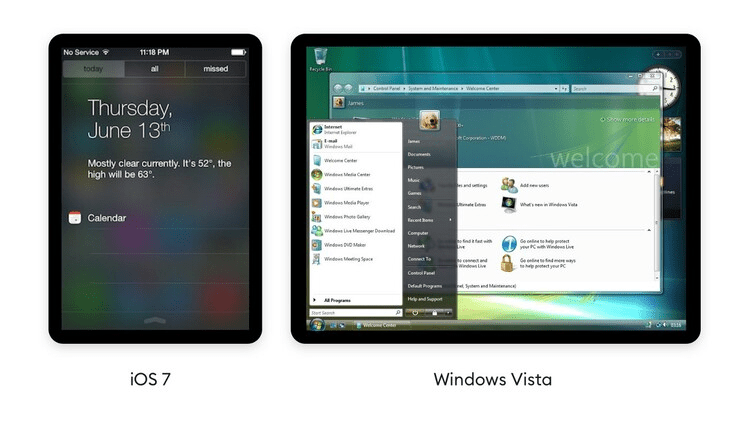 No Service
11:18 PM
today
all
missed
Thursday,
June 13th
Mostly clear currently. It's 52°, the
high will be 63°.
Calendar
iOS 7
Recycle Bin
Control Panel
System and Maintenance
Welcome Center
Search
James
Show more details
Soft Corporation - WDDM)
welcome
Internet
Internet Explorer
E-mail
Windows Mail
Welcome Center
Windows Media Center
Windows Ultimate Extras
Windows Media Player
Windows Photo Gallery
Windows Live Messenger Download
Windows DVD Maker
Windows Meeting Space
All Programs
Start Search
James
Documents
Pictures
Music
Games
Search
Recent Items
Computer
Network
Connect To
Control Panel
Default Programs
Help and Support
and settings
Add new users
Ultimate Extras
What's new in Windows Vista
Go online to help protect
your PC with Windows Live
to find it fast with
Windows Live
Go online to find more ways
to help protect your PC
to connect and
Windows Live
System and Maintenance)
Welcome Center
Windows Vista